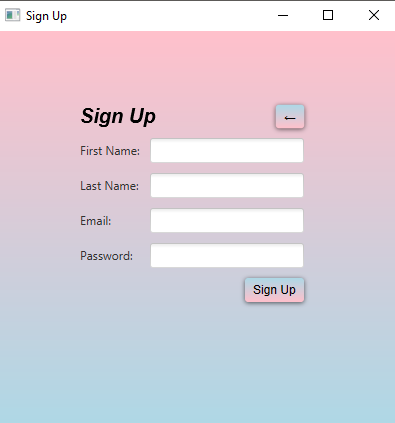 Sign Up
Sign Up ←
First Name:
Last Name:
Email:
Password:
Sign Up